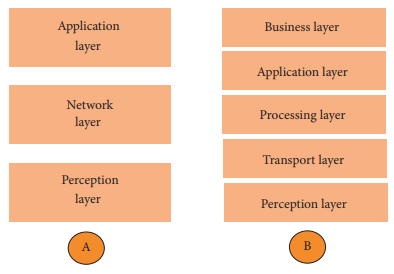 Application
layer
Network
layer
Perception
layer
A
Business layer
Application layer
Processing layer
Transport layer
Perception layer
B